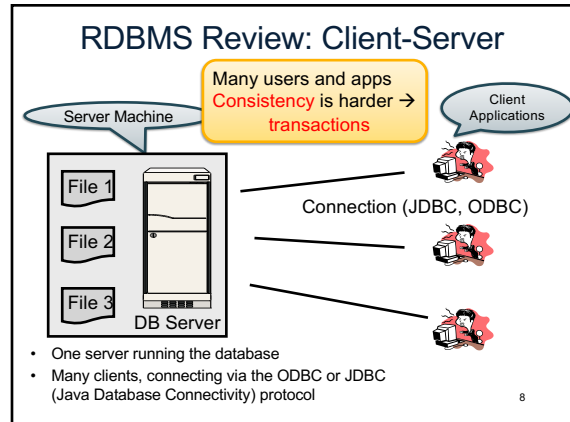 RDBMS Review: Client-Server
Many users and apps
Consistency is harder →
transactions
Server Machine
Client
Applications
File 1
File 2
File 3
DB Server
Connection (JDBC, ODBC)
• One server running the database
• Many clients, connecting via the ODBC or JDBC
(Java Database Connectivity) protocol
8